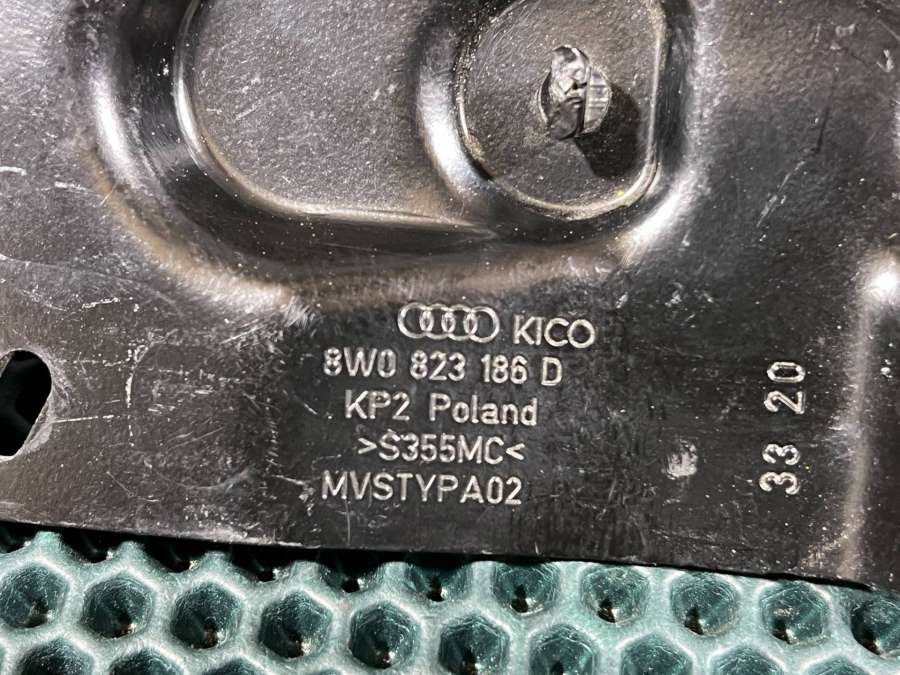 KICO
8W0 823 186 D
KP2 Poland
>S355MC<
MVSTYPA02
33 20